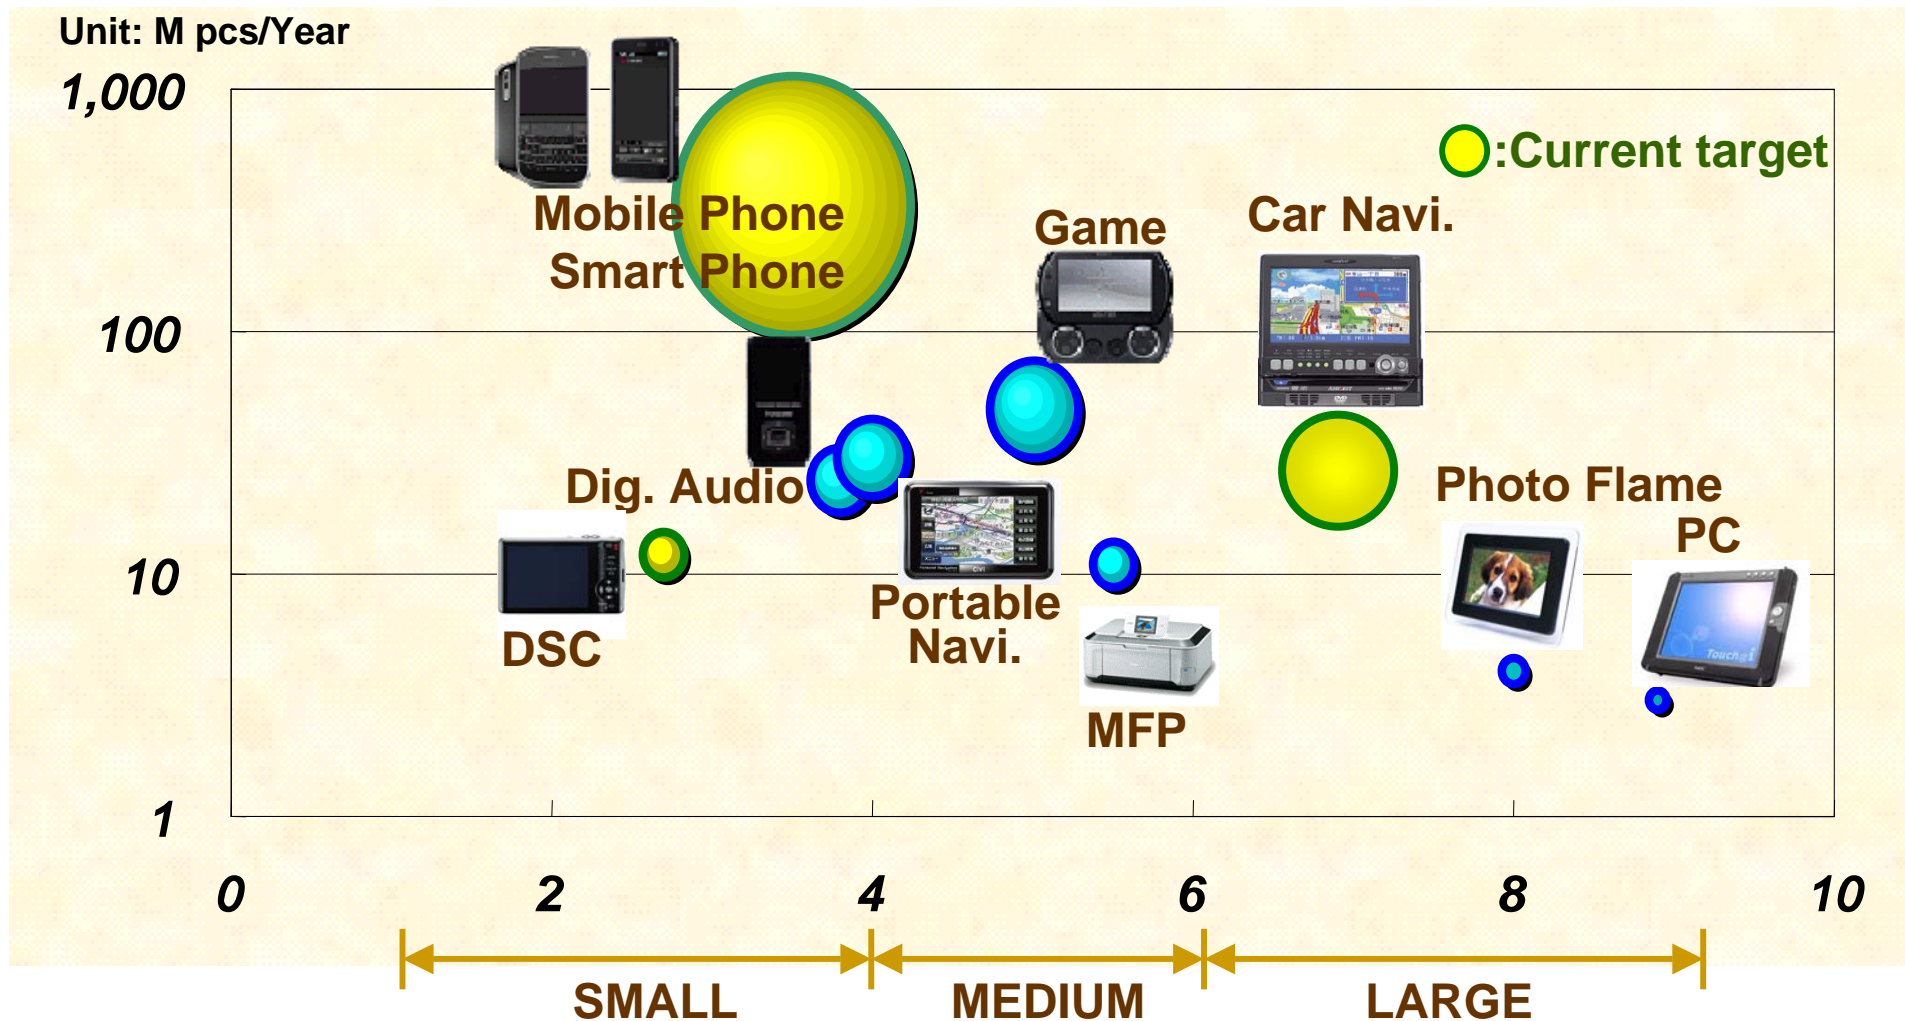 Unit: M pcs/Year
1,000
100
10
1
:Current target
Mobile Phone
Smart Phone
Game
Car Navi.
Dig. Audio
Photo Flame
PC
DSC
Portable
Navi.
MFP
Touch
0
2
4
6
8
10
SMALL
MEDIUM
LARGE